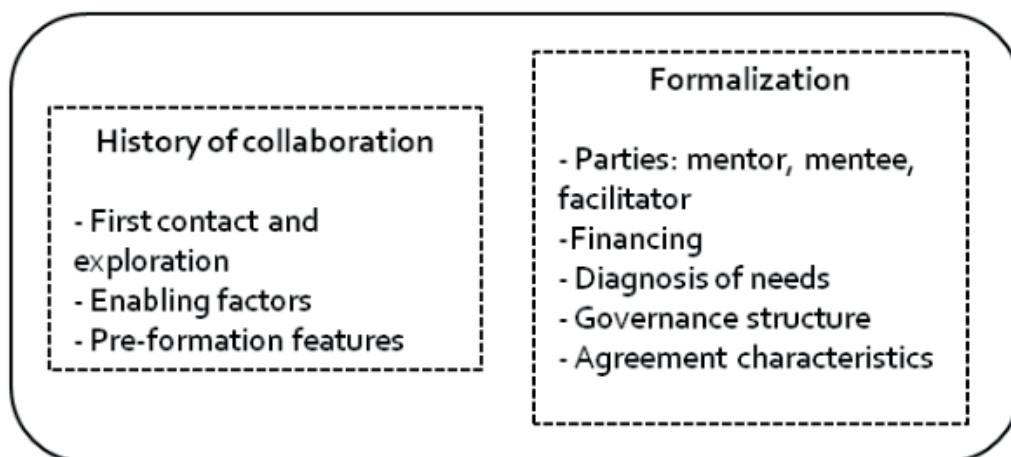 History of collaboration
- First contact and
exploration
- Enabling factors
- Pre-formation features
Formalization
- Parties: mentor, mentee,
facilitator
-Financing
- Diagnosis of needs
- Governance structure
- Agreement characteristics